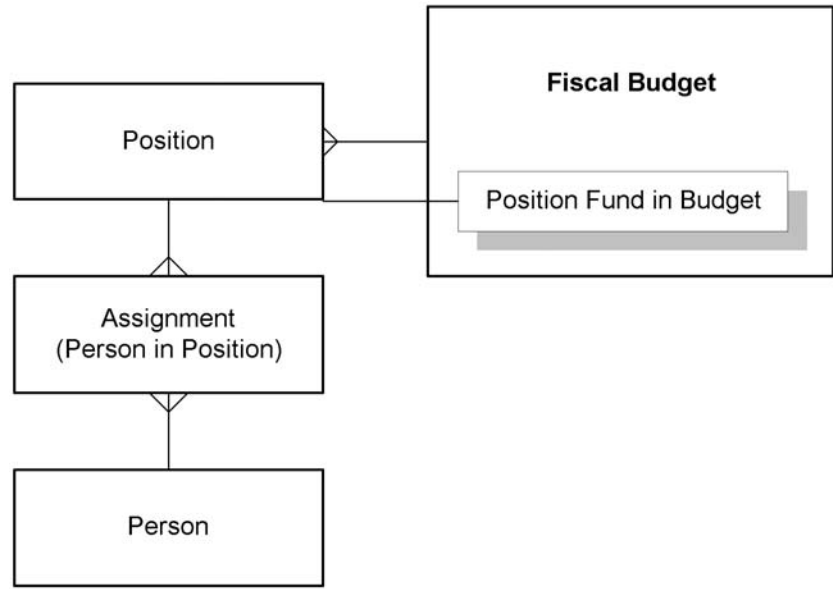 Fiscal Budget
Position
Position Fund in Budget
Assignment
(Person in Position)
Person